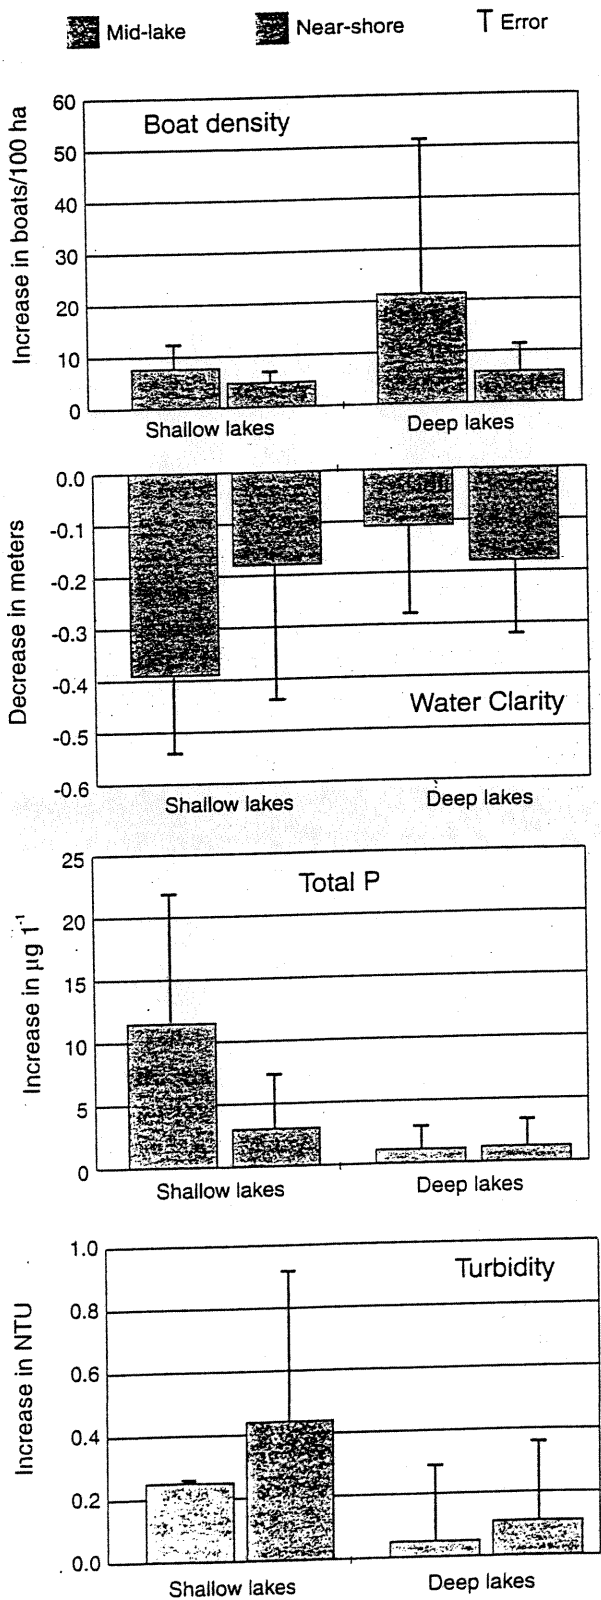 Mid-lake Near-shore Error
Boat density
Increase in boats/100 ha
60
50
40
30
20
10
0
Shallow lakes Deep lakes
Decrease in meters
0.0
-0.1
-0.2
-0.3
-0.4
-0.5
-0.6
Water Clarity
Shallow lakes Deep lakes
Total P
Increase in µg 1⁻¹
25
20
15
10
5
0
Shallow lakes Deep lakes
Turbidity
Increase in NTU
1.0
0.8
0.6
0.4
0.2
0.0
Shallow lakes Deep lakes